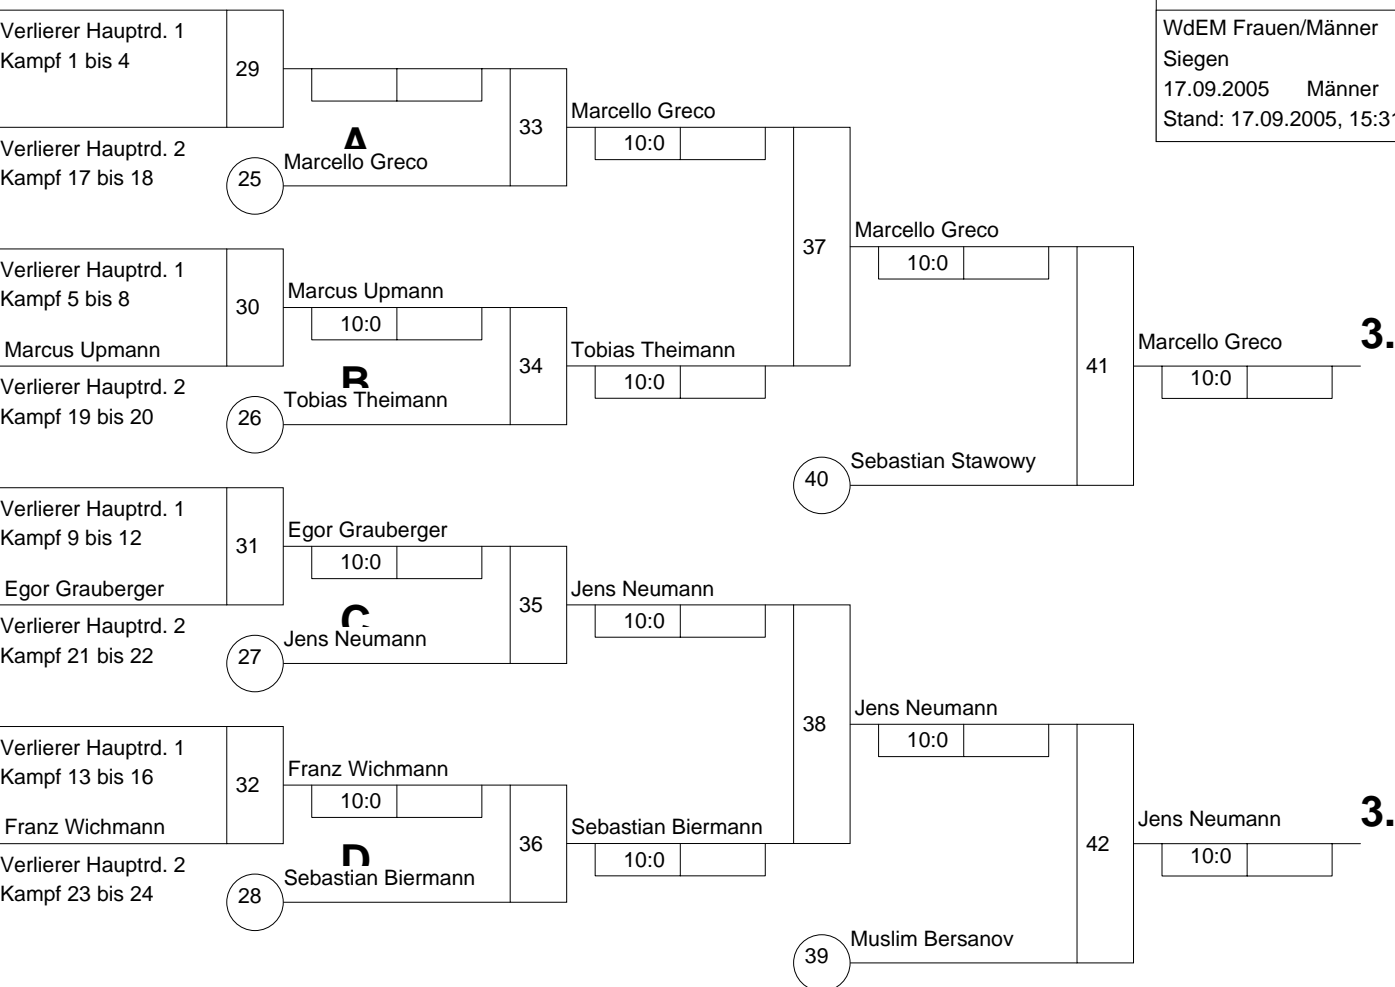 WdEM Frauen/Männer
Siegen
17.09.2005 Männer
Stand: 17.09.2005, 15:31
Verlierer Hauptrd. 1
Kampf 1 bis 4
29
A
33
Marcello Greco
10:0
Verlierer Hauptrd. 2
Kampf 17 bis 18
25
Marcello Greco
37
Marcello Greco
10:0
Verlierer Hauptrd. 1
Kampf 5 bis 8
30
Marcus Upmann
10:0
Marcus Upmann
B
34
Tobias Theimann
10:0
41
Marcello Greco
10:0
3.
Verlierer Hauptrd. 2
Kampf 19 bis 20
26
Tobias Theimann
40
Sebastian Stawowy
Verlierer Hauptrd. 1
Kampf 9 bis 12
31
Egor Grauberger
10:0
Egor Grauberger
C
35
Jens Neumann
10:0
Verlierer Hauptrd. 2
Kampf 21 bis 22
27
Jens Neumann
38
Jens Neumann
10:0
Verlierer Hauptrd. 1
Kampf 13 bis 16
32
Franz Wichmann
10:0
Franz Wichmann
D
36
Sebastian Biermann
10:0
42
Jens Neumann
10:0
3.
Verlierer Hauptrd. 2
Kampf 23 bis 24
28
Sebastian Biermann
39
Muslim Bersanov